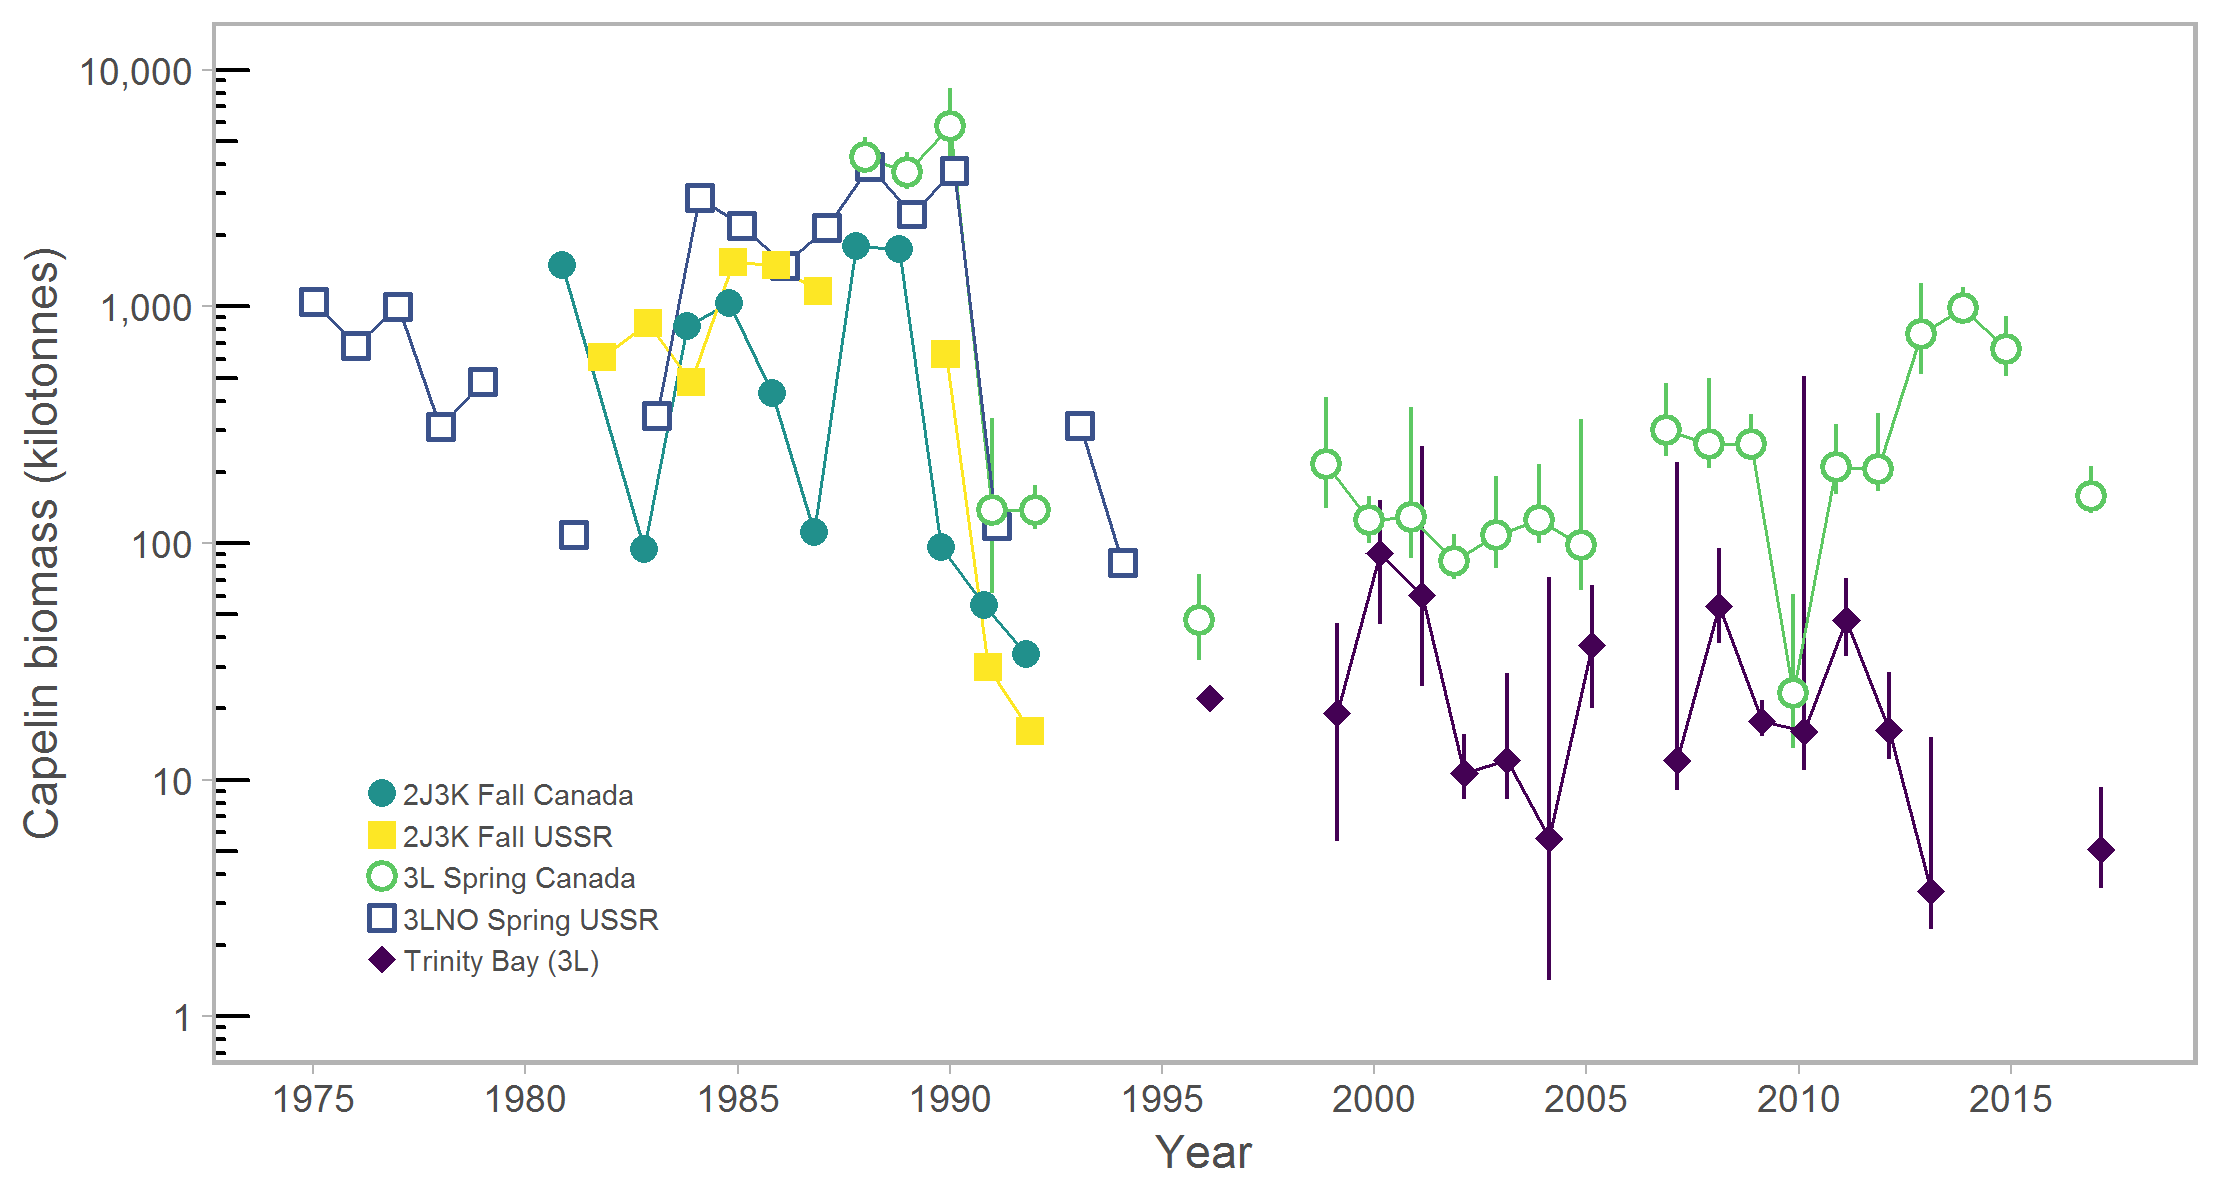 Capelin biomass (kilotonnes)
10,000
1,000
100
10
1
2J3K Fall Canada
2J3K Fall USSR
3L Spring Canada
3LNO Spring USSR
Trinity Bay (3L)
1975 1980 1985 1990 1995 2000 2005 2010 2015
Year